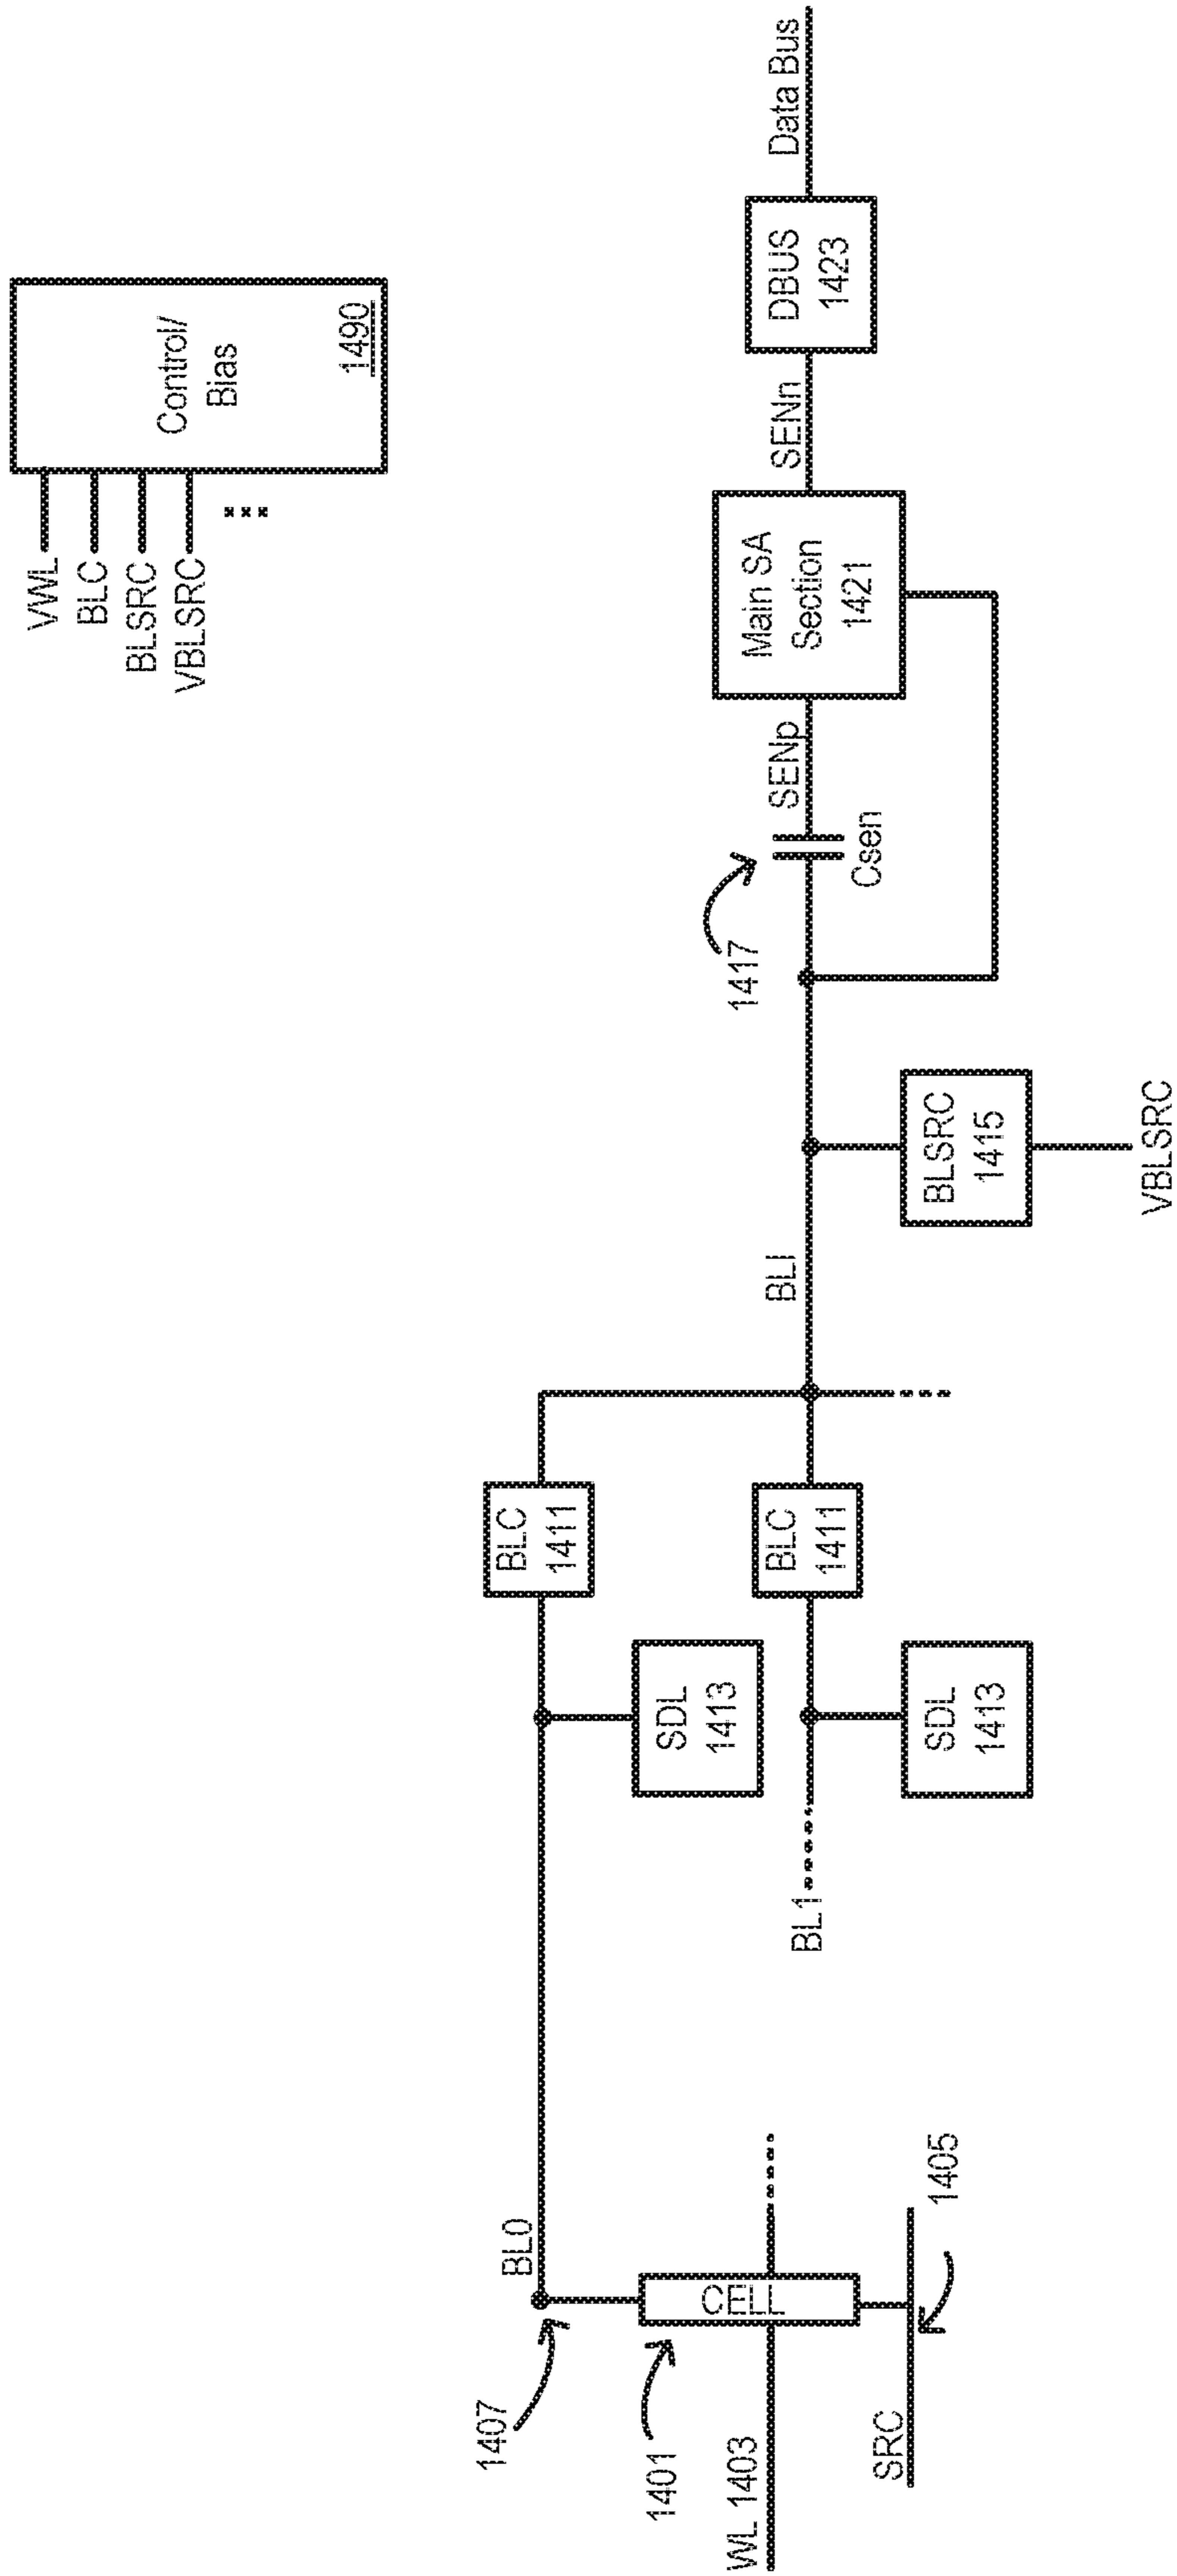 VWL
BLC
BLSRC
VBLSRC
...
Control/
Bias
1490
1407
BL0
1401
CELL
WL 1403
SRC
1405
BLC
1411
SDL
1413
BL1
BLC
1411
SDL
1413
BLI
BLSRC
1415
VBLSRC
1417
Csen
SENp
Main SA
Section
1421
SENn
DBUS
1423
Data Bus